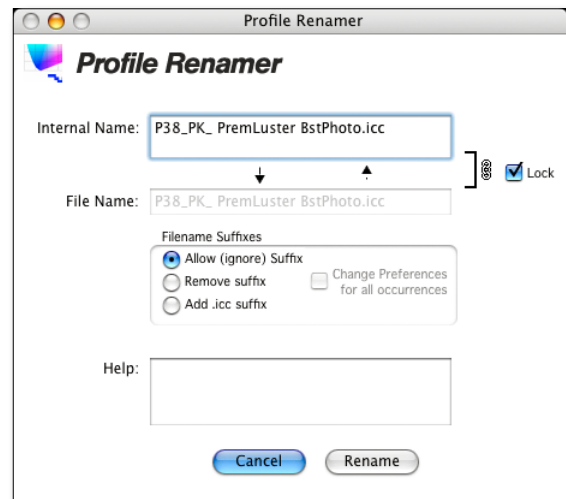 Profile Renamer
Profile Renamer
Internal Name: P38_PK_ PremLuster BstPhoto.icc
Lock
File Name: P38_PK_ PremLuster BstPhoto.icc
Filename Suffixes
Allow (ignore) Suffix
Remove suffix
Change Preferences
for all occurrences
Add .icc suffix
Help:
Cancel Rename